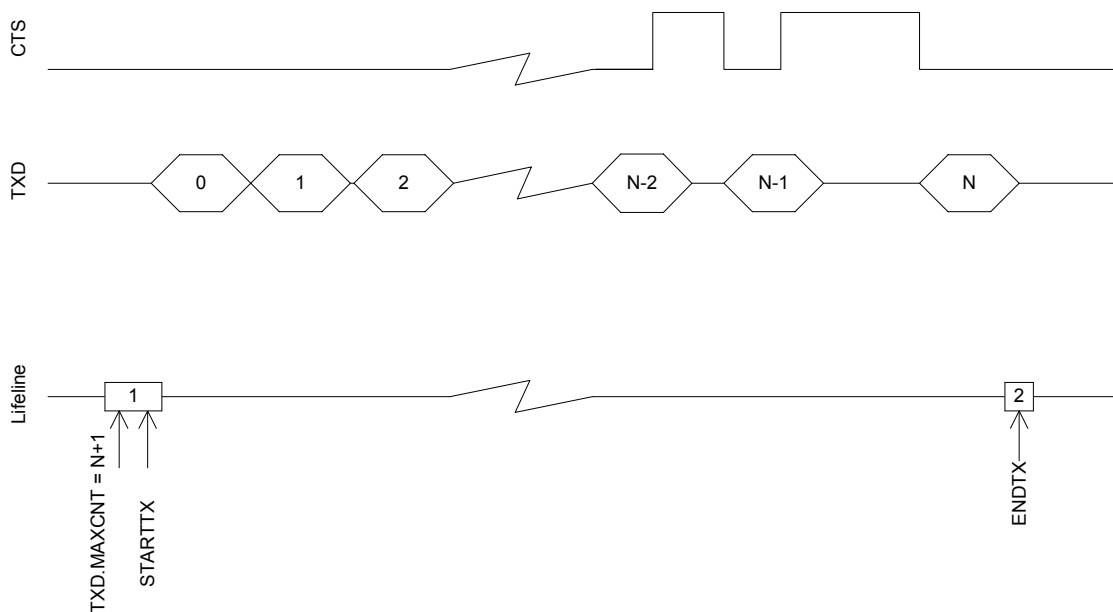 CTS
TXD
0
1
2
N-2
N-1
N
Lifeline
1
2
TXD.MAXCNT = N+1
STARTTX
ENDTX